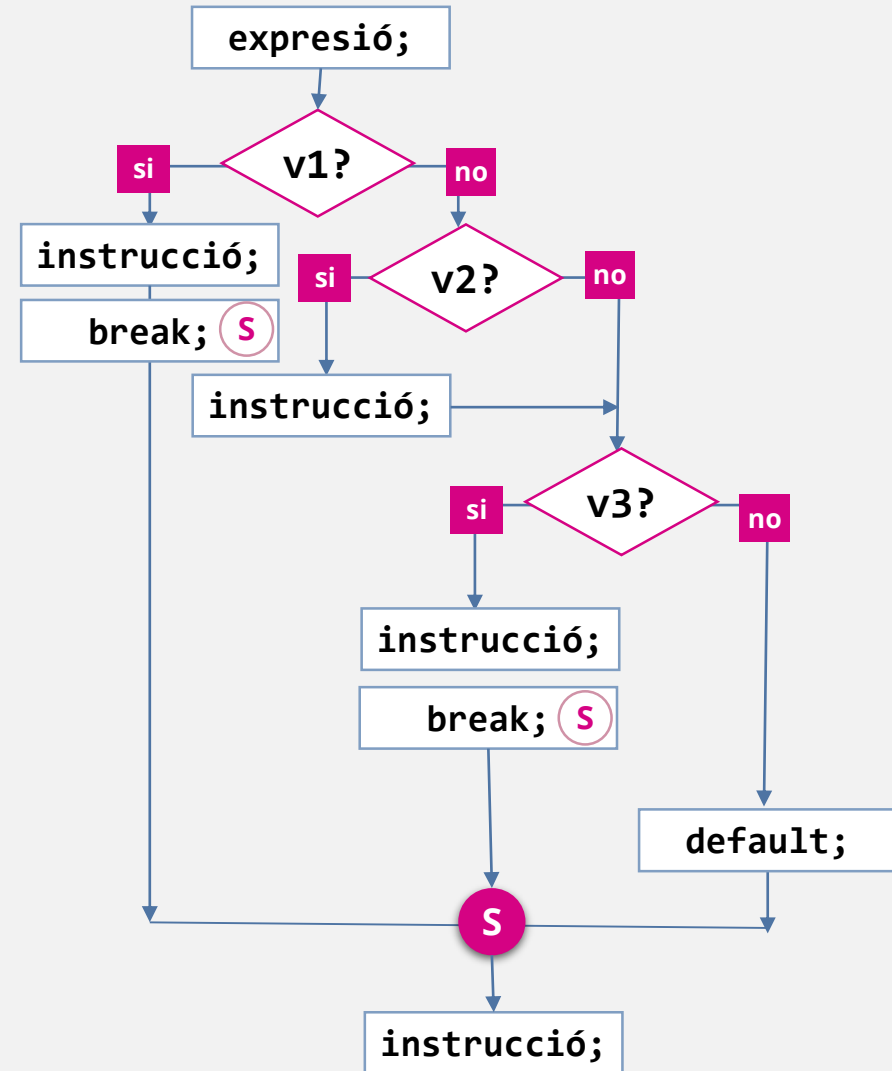 expresió;
v1?
si
no
instrucció;
v2?
si
no
break; S
instrucció;
v3?
si
no
instrucció;
break; S
default;
S
instrucció;